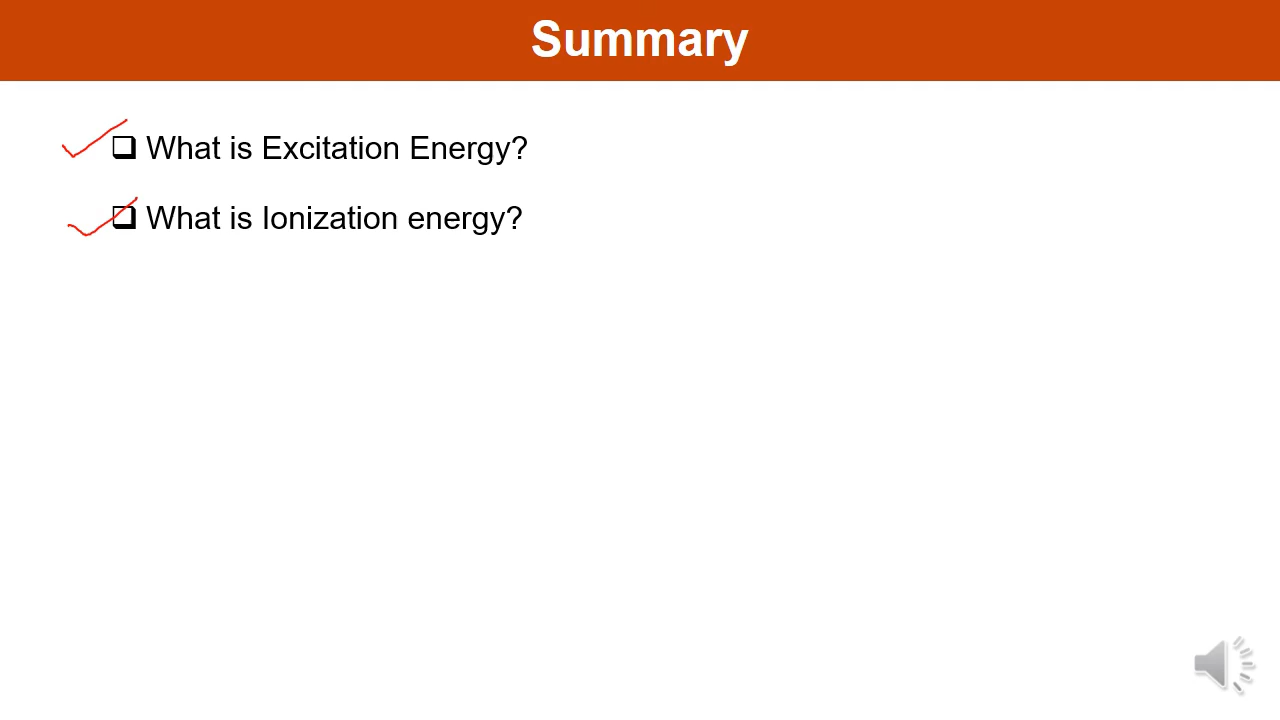 Summary
❑ What is Excitation Energy?
❑ What is Ionization energy?